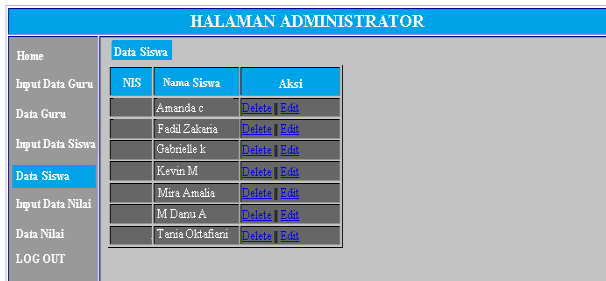 HALAMAN ADMINISTRATOR
Home
Input Data Guru
Data Guru
Input Data Siswa
Data Siswa
Input Data Nilai
Data Nilai
LOG OUT
Data Siswa
NIS Nama Siswa Aksi
Amanda c Delete | Edit
Fadil Zakaria Delete | Edit
Gabrielle k Delete | Edit
Kevin M Delete | Edit
Mira Amalia Delete | Edit
M Danu A Delete | Edit
Tania Oktafiani Delete | Edit